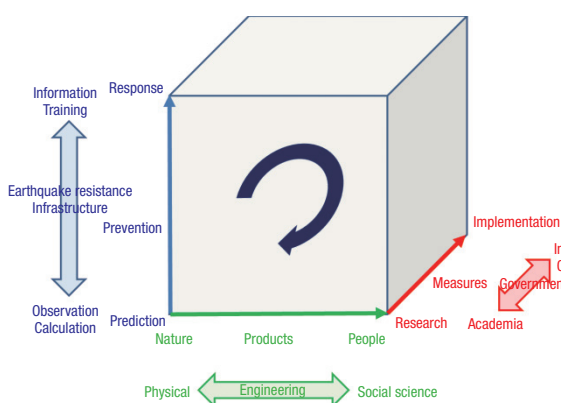 Information
Training
Response
Earthquake resistance
Infrastructure
Prevention
Implementation
Measures
Government
Observation
Calculation
Prediction
Nature
Products
People
Research
Academia
Physical
Engineering
Social science